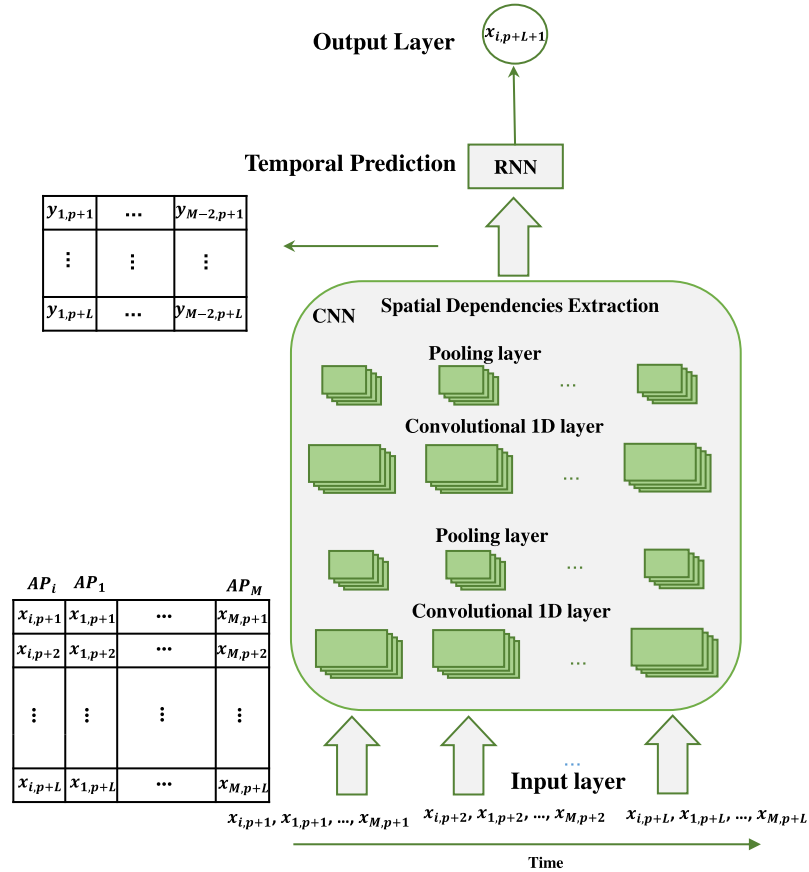 Output Layer
x_{i,p+L+1}
Temporal Prediction
RNN
y_{1,p+1} ... y_{M−2,p+1}
⋮ ⋮ ⋮
y_{1,p+L} ... y_{M−2,p+L}
Spatial Dependencies Extraction
CNN
Pooling layer
...
Convolutional 1D layer
...
Pooling layer
...
Convolutional 1D layer
...
AP_i AP_1 AP_M
x_{i,p+1} x_{1,p+1} ... x_{M,p+1}
x_{i,p+2} x_{1,p+2} ... x_{M,p+2}
⋮ ⋮ ⋮ ⋮
x_{i,p+L} x_{1,p+L} ... x_{M,p+L}
...
Input layer
x_{i,p+1}, x_{1,p+1}, ..., x_{M,p+1}
x_{i,p+2}, x_{1,p+2}, ..., x_{M,p+2}
x_{i,p+L}, x_{1,p+L}, ..., x_{M,p+L}
Time